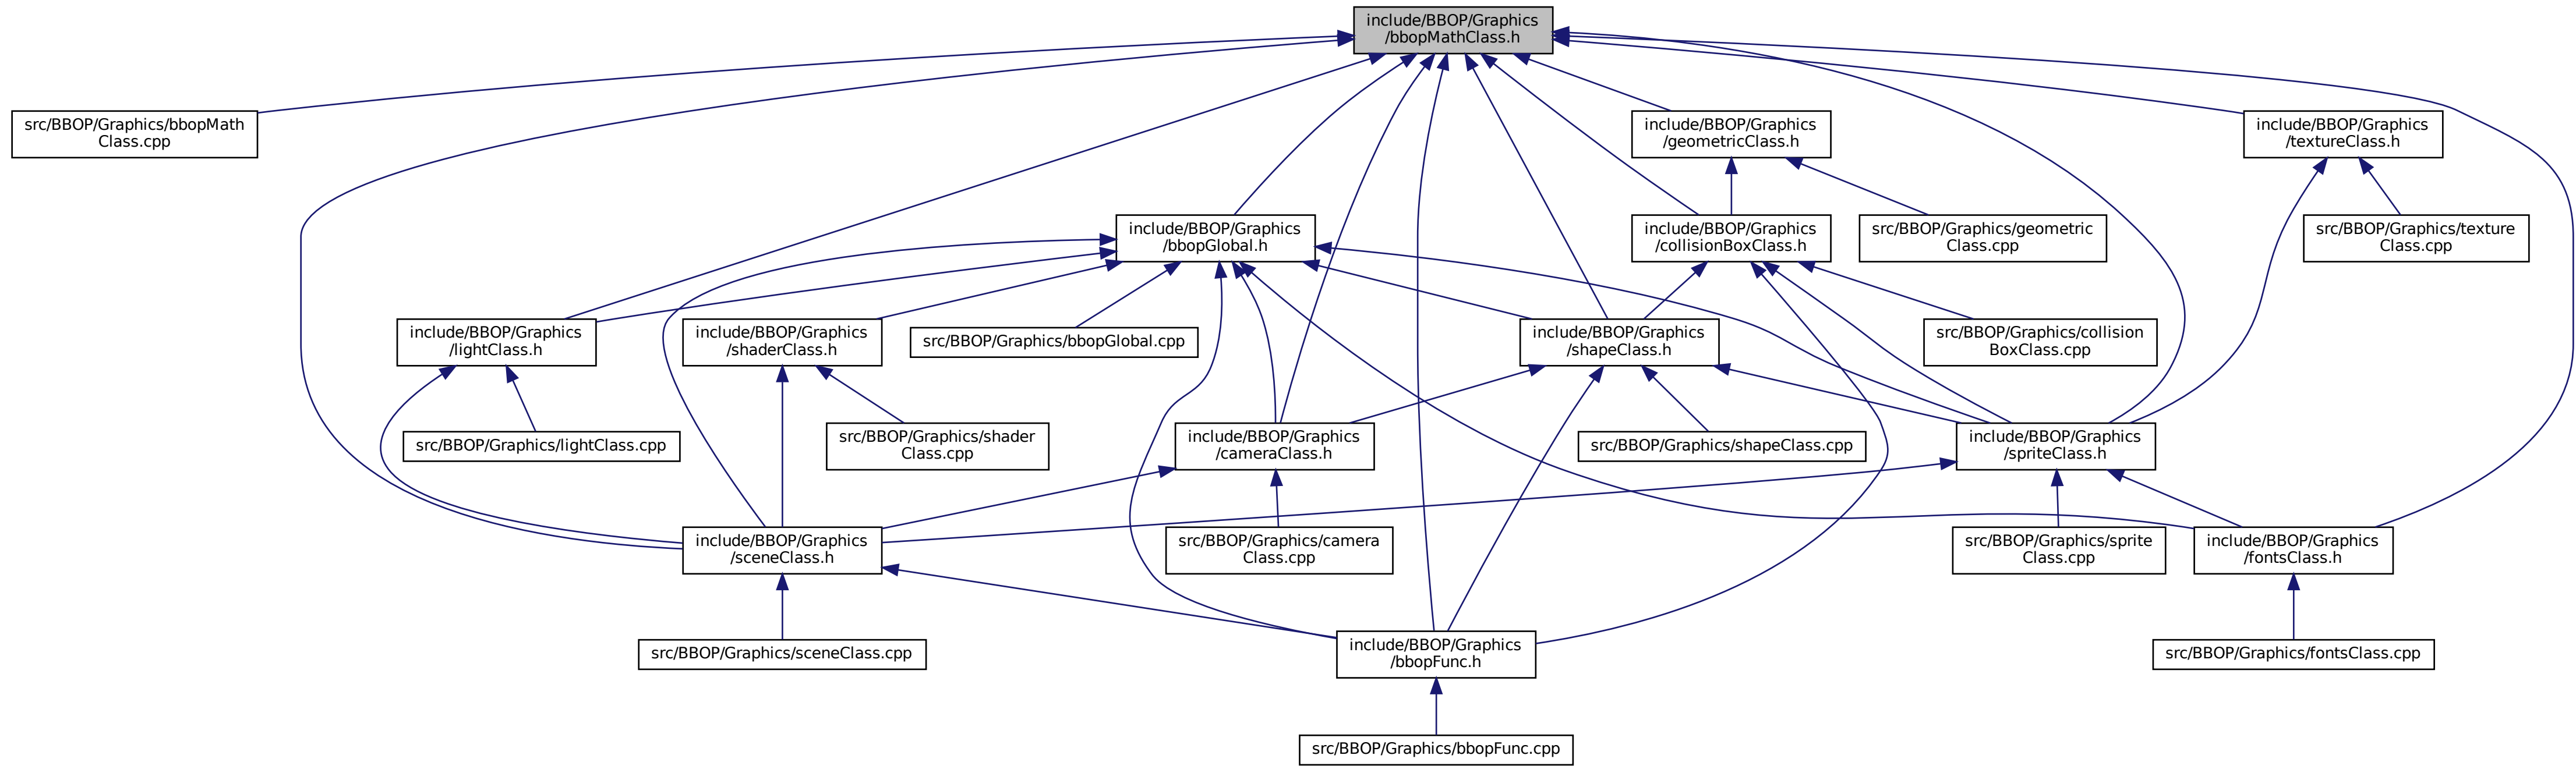 include/BBOP/Graphics
/bbopMathClass.h
src/BBOP/Graphics/bbopMath
Class.cpp
include/BBOP/Graphics
/geometricClass.h
include/BBOP/Graphics
/textureClass.h
include/BBOP/Graphics
/bbopGlobal.h
include/BBOP/Graphics
/collisionBoxClass.h
src/BBOP/Graphics/geometric
Class.cpp
src/BBOP/Graphics/texture
Class.cpp
include/BBOP/Graphics
/lightClass.h
include/BBOP/Graphics
/shaderClass.h
src/BBOP/Graphics/bbopGlobal.cpp
include/BBOP/Graphics
/shapeClass.h
src/BBOP/Graphics/collision
BoxClass.cpp
src/BBOP/Graphics/lightClass.cpp
src/BBOP/Graphics/shader
Class.cpp
include/BBOP/Graphics
/cameraClass.h
src/BBOP/Graphics/shapeClass.cpp
include/BBOP/Graphics
/spriteClass.h
include/BBOP/Graphics
/sceneClass.h
src/BBOP/Graphics/camera
Class.cpp
src/BBOP/Graphics/sprite
Class.cpp
include/BBOP/Graphics
/fontsClass.h
src/BBOP/Graphics/sceneClass.cpp
include/BBOP/Graphics
/bbopFunc.h
src/BBOP/Graphics/fontsClass.cpp
src/BBOP/Graphics/bbopFunc.cpp